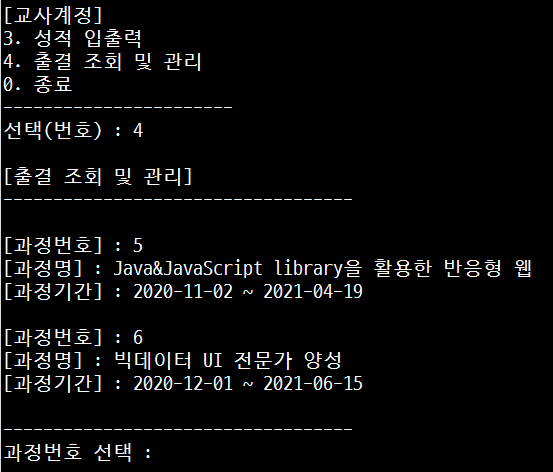 [교사계정]
3. 성적 입출력
4. 출결 조회 및 관리
0. 종료
-----------------------
선택(번호) : 4
[출결 조회 및 관리]
-----------------------------------
[과정번호] : 5
[과정명] : Java&JavaScript library을 활용한 반응형 웹
[과정기간] : 2020-11-02 ~ 2021-04-19
[과정번호] : 6
[과정명] : 빅데이터 UI 전문가 양성
[과정기간] : 2020-12-01 ~ 2021-06-15
-----------------------------------
과정번호 선택 :